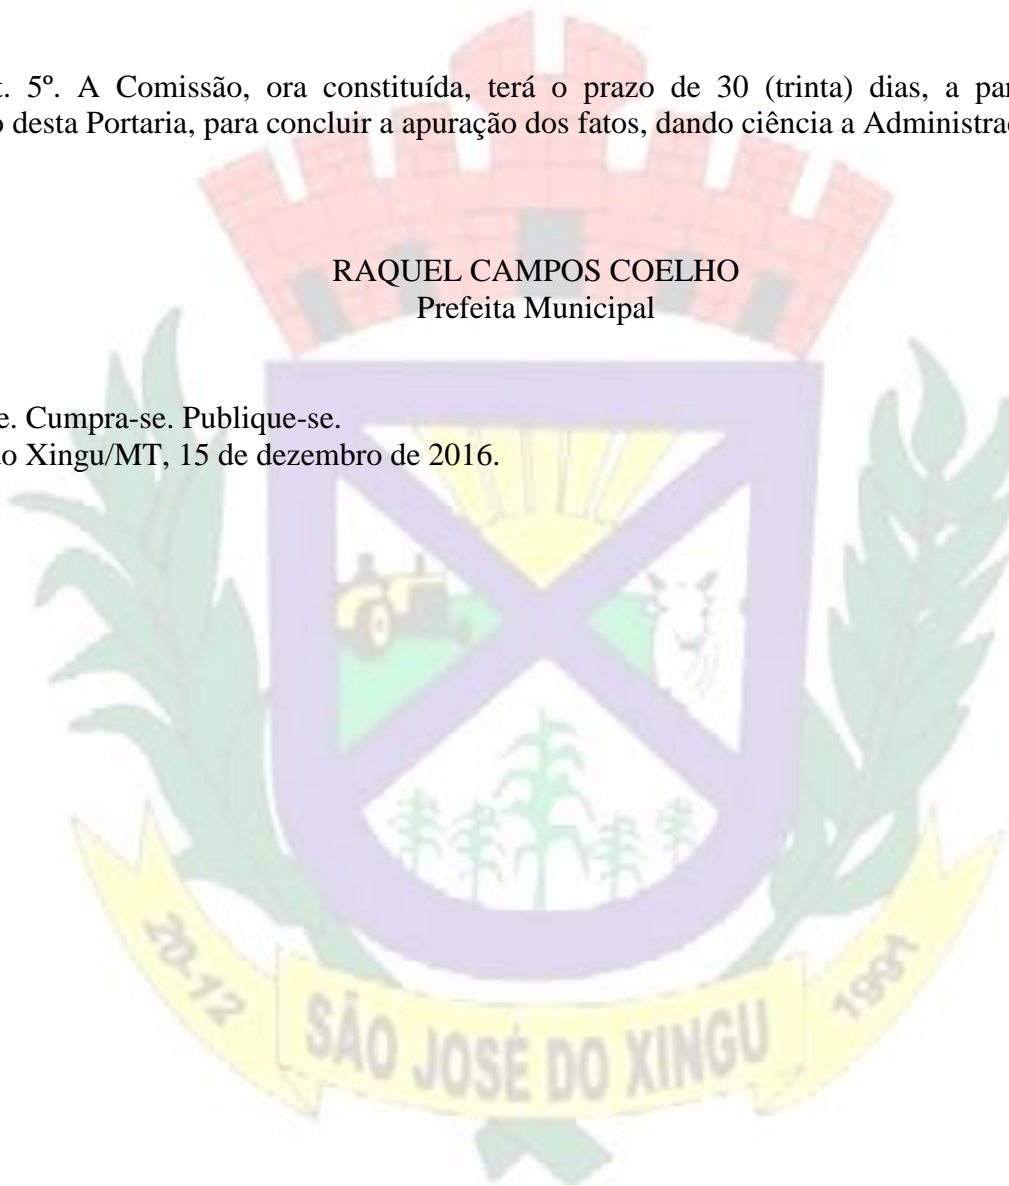 t. 5º. A Comissão, ora constituída, terá o prazo de 30 (trinta) dias, a par
o desta Portaria, para concluir a apuração dos fatos, dando ciência a Administraç
RAQUEL CAMPOS COELHO
Prefeita Municipal
e. Cumpra-se. Publique-se.
do Xingu/MT, 15 de dezembro de 2016.
20-12
SÃO JOSÉ DO XINGU
1991